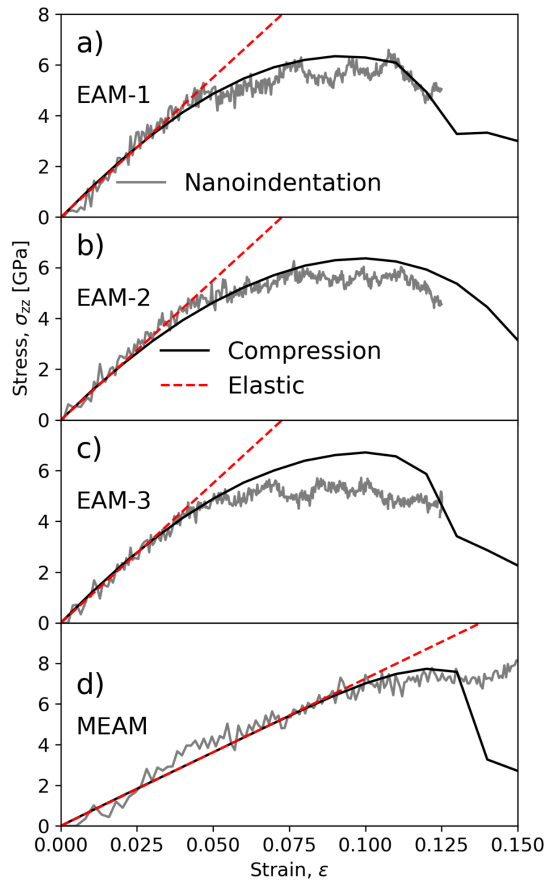 8
6
4
2
0
a)
EAM-1
Nanoindentation
6
4
2
0
b)
EAM-2
Compression
Elastic
6
4
2
0
c)
EAM-3
8
6
4
2
0
d)
MEAM
0.000 0.025 0.050 0.075 0.100 0.125 0.150
Strain, ε
Stress, σzz [GPa]